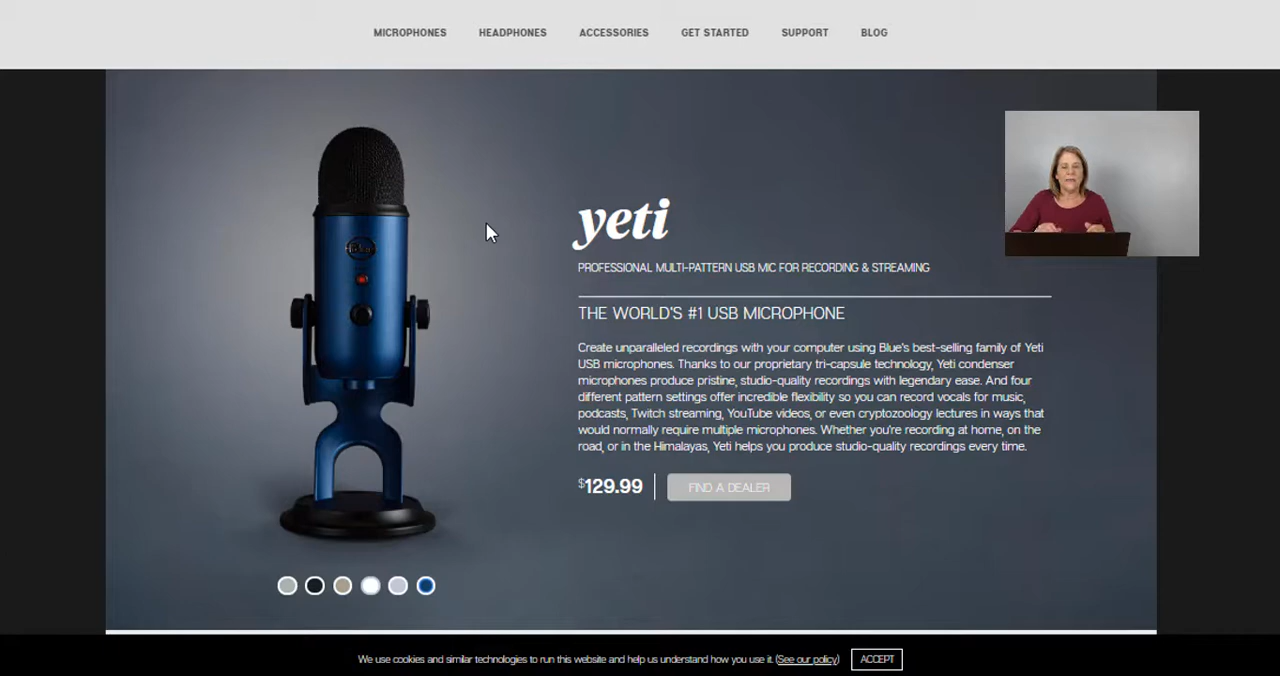 MICROPHONES HEADPHONES ACCESSORIES GET STARTED SUPPORT BLOG
Blue
yeti
PROFESSIONAL MULTI-PATTERN USB MIC FOR RECORDING & STREAMING
THE WORLD'S #1 USB MICROPHONE
Create unparalleled recordings with your computer using Blue's best-selling family of Yeti
USB microphones. Thanks to our proprietary tri-capsule technology, Yeti condenser
microphones produce pristine, studio-quality recordings with legendary ease. And four
different pattern settings offer incredible flexibility so you can record vocals for music,
podcasts, Twitch streaming, YouTube videos, or even cryptozoology lectures in ways that
would normally require multiple microphones. Whether you're recording at home, on the
road, or in the Himalayas, Yeti helps you produce studio-quality recordings every time.
$129.99 FIND A DEALER
We use cookies and similar technologies to run this website and help us understand how you use it. (See our policy) ACCEPT